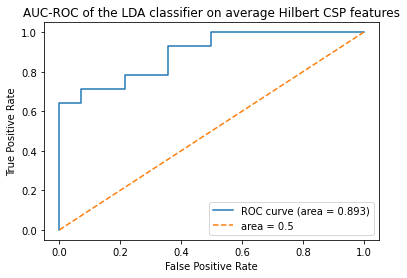 AUC-ROC of the LDA classifier on average Hilbert CSP features
1.0
0.8
0.6
0.4
0.2
0.0
True Positive Rate
ROC curve (area = 0.893)
area = 0.5
0.0 0.2 0.4 0.6 0.8 1.0
False Positive Rate